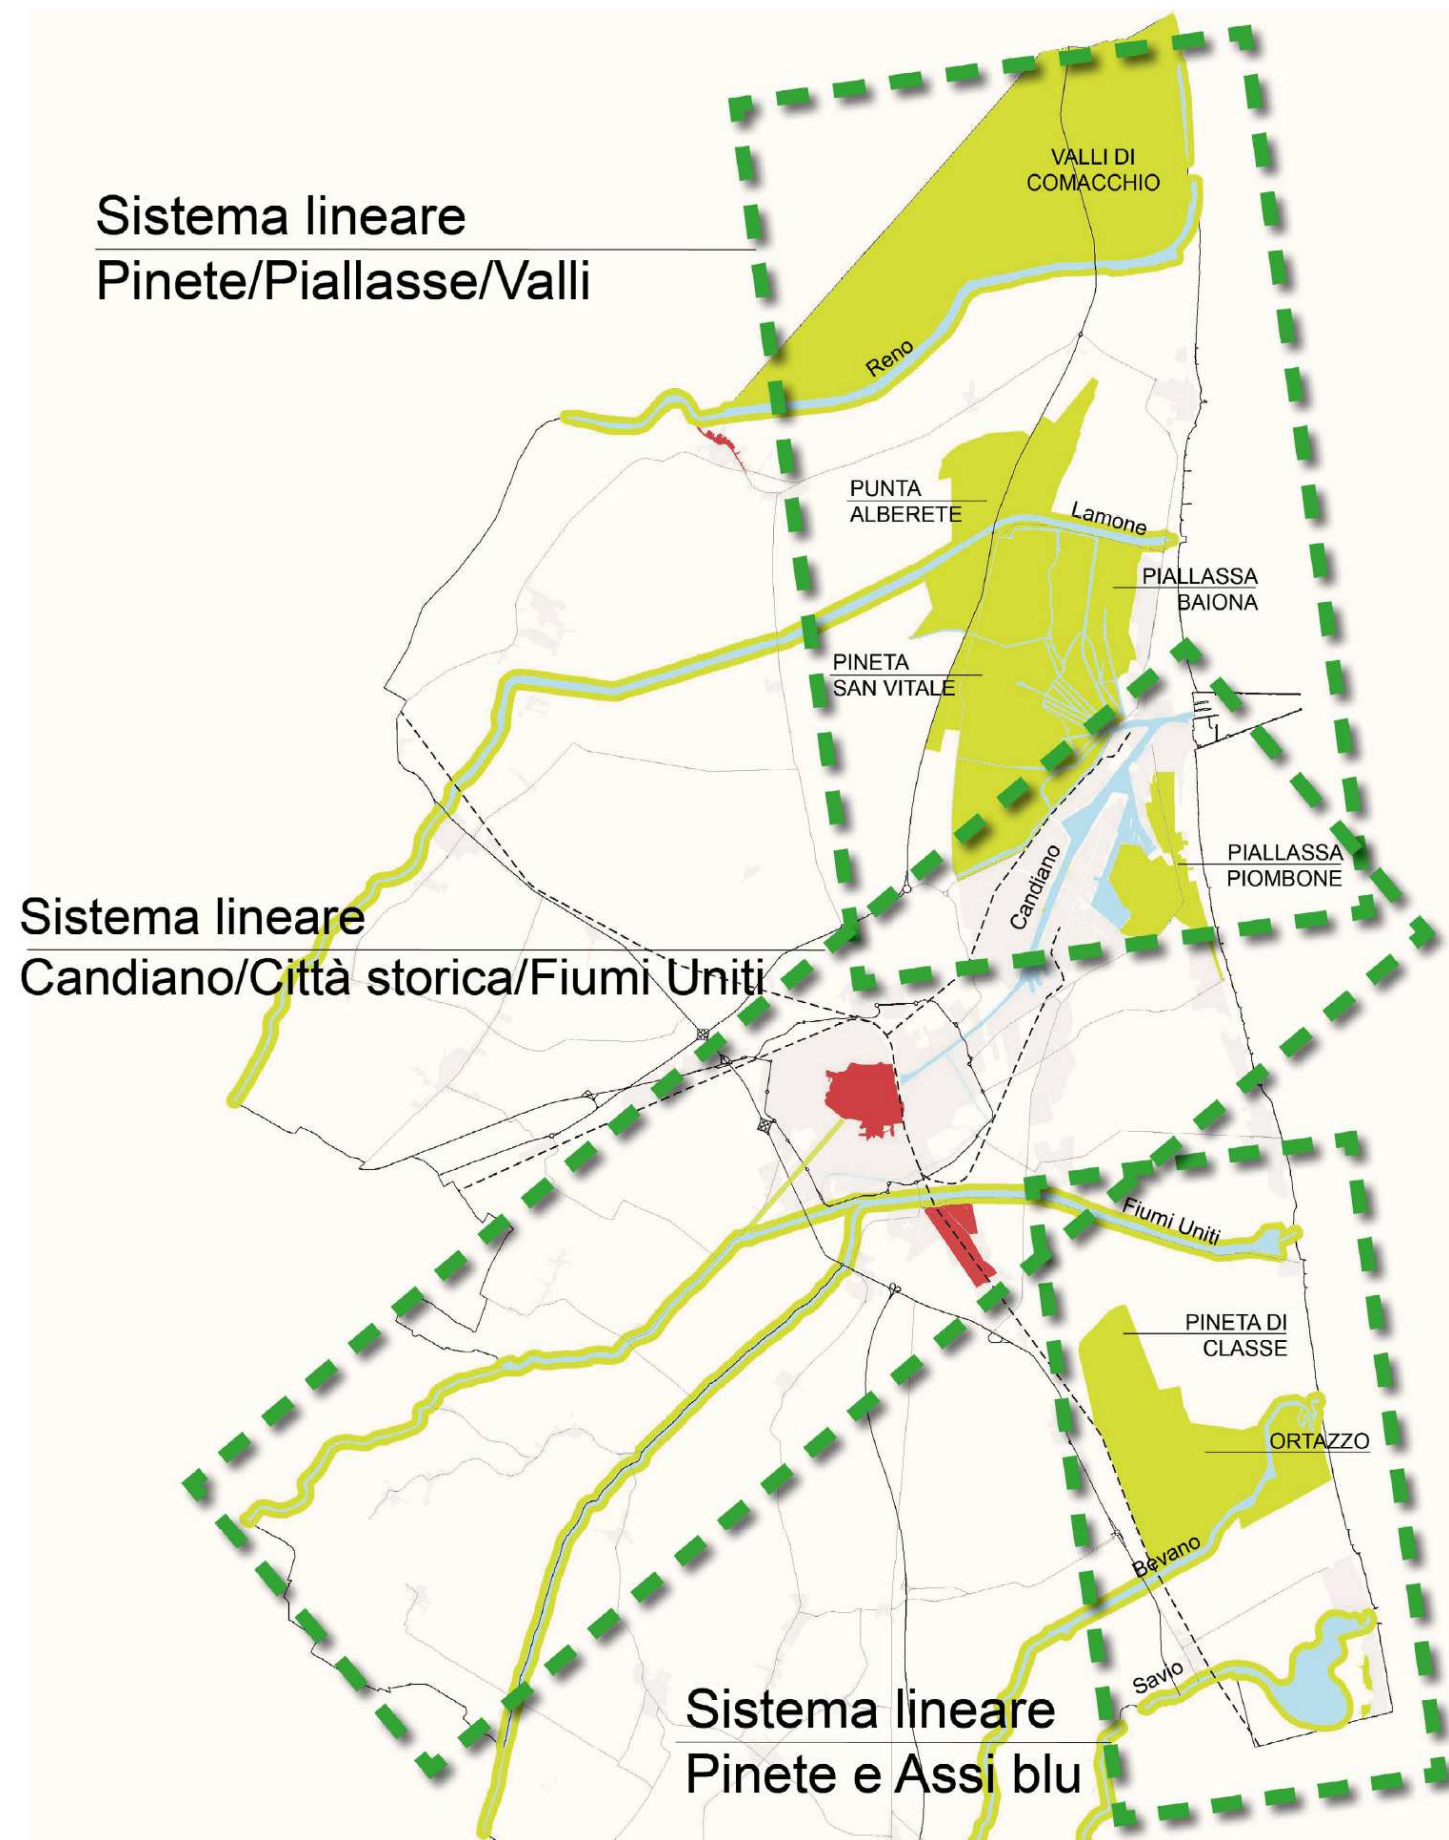 VALLI DI
COMACCHIO
Sistema lineare
Pinete/Piallasse/Valli
Reno
PUNTA
ALBERETE
Lamone
PIALLASSA
BAIONA
PINETA
SAN VITALE
PIALLASSA
PIOMBONE
Candiano
Sistema lineare
Candiano/Città storica/Fiumi Uniti
Fiumi Uniti
PINETA DI
CLASSE
ORTAZZO
Bevano
Savio
Sistema lineare
Pinete e Assi blu